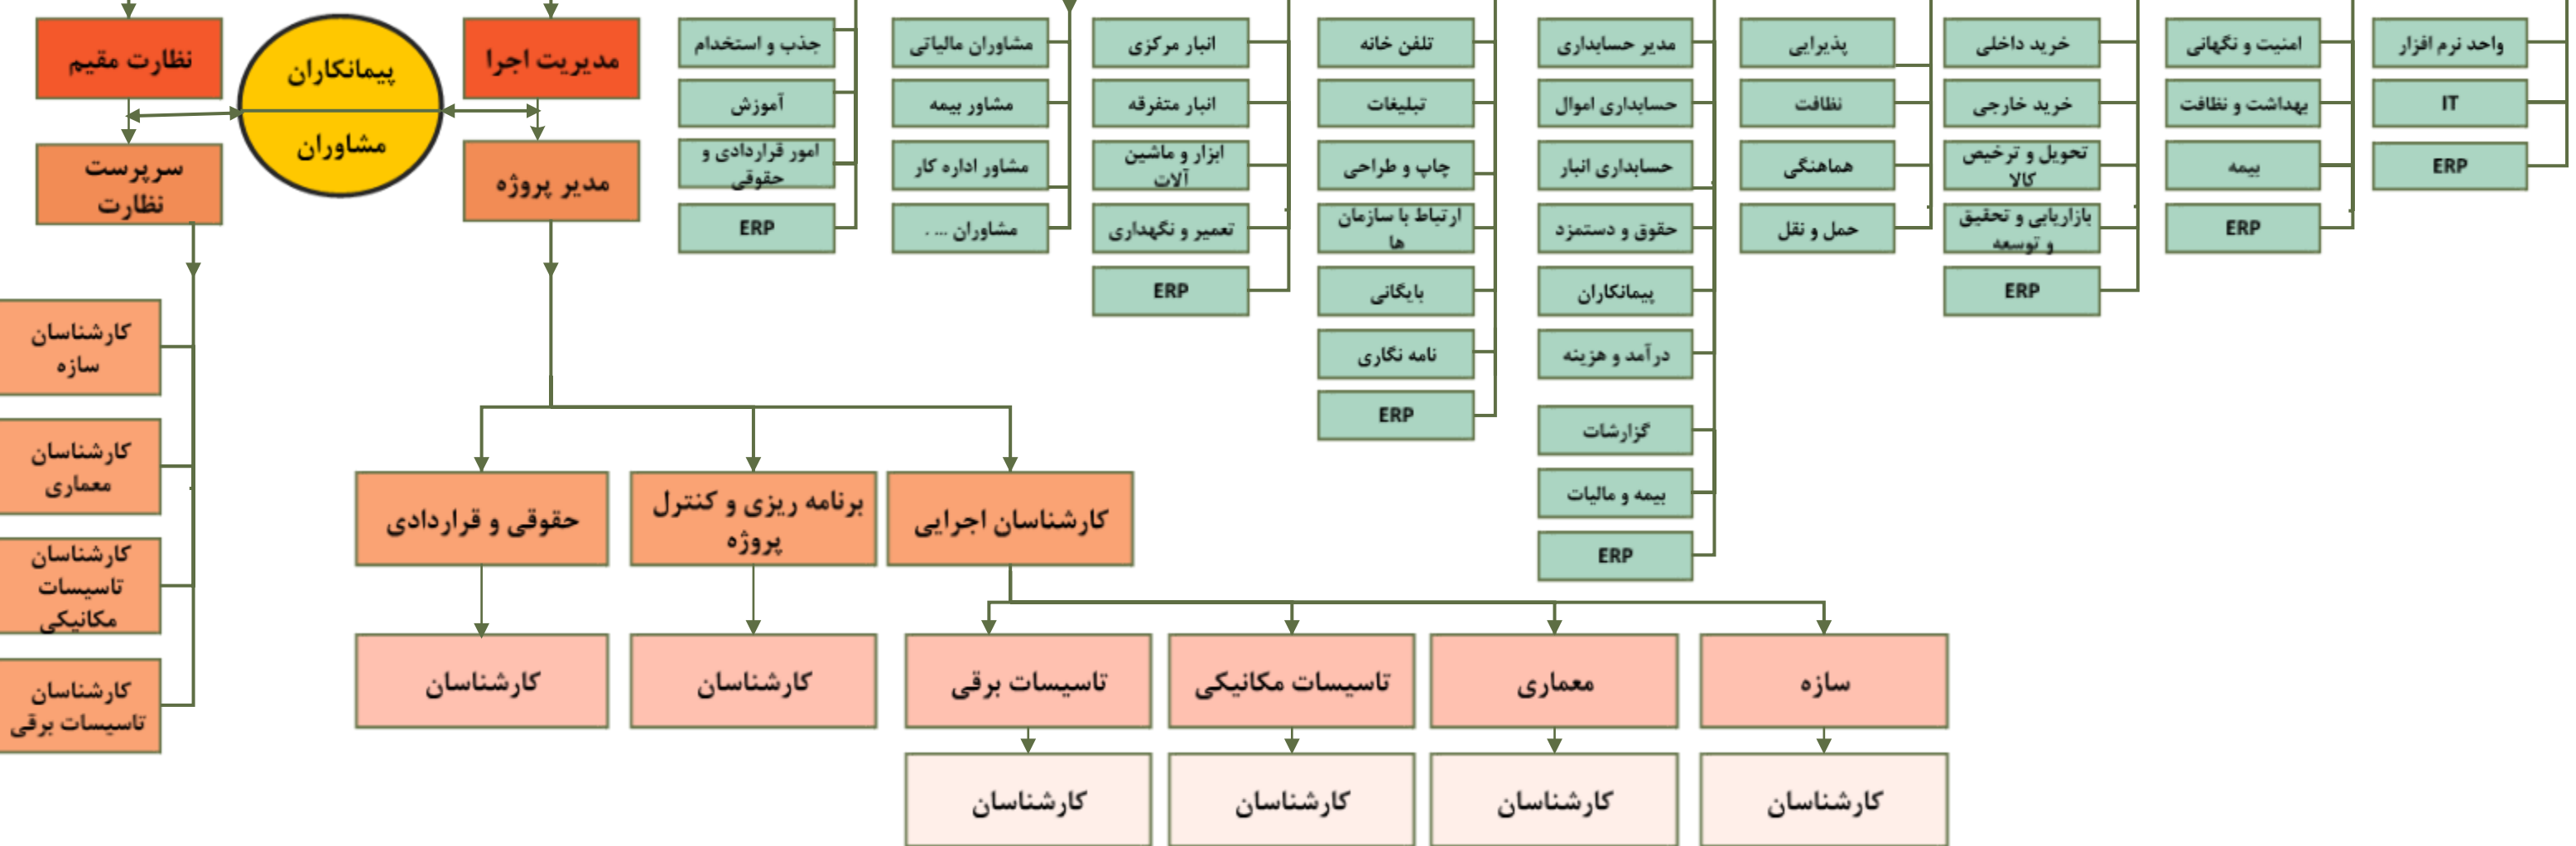 واحد نرم افزار
IT
ERP
امنیت و نگهبانی
بهداشت و نظافت
بیمه
ERP
خرید داخلی
خرید خارجی
تحویل و ترخیص
کالا
بازاریابی و تحقیق
و توسعه
ERP
پذیرایی
نظافت
هماهنگی
حمل و نقل
مدیر حسابداری
حسابداری اموال
حسابداری انبار
حقوق و دستمزد
پیمانکاران
درآمد و هزینه
گزارشات
بیمه و مالیات
ERP
تلفن خانه
تبلیغات
چاپ و طراحی
ارتباط با سازمان
ها
بایگانی
نامه نگاری
ERP
انبار مرکزی
انبار متفرقه
ابزار و ماشین
آلات
تعمیر و نگهداری
ERP
مشاوران مالیاتی
مشاور بیمه
مشاور اداره کار
مشاوران ... .
جذب و استخدام
آموزش
امور قراردادی و
حقوقی
ERP
مدیریت اجرا
مدیر پروژه
پیمانکاران
مشاوران
نظارت مقیم
سرپرست
نظارت
کارشناسان
سازه
کارشناسان
معماری
کارشناسان
تاسیسات
مکانیکی
کارشناسان
تاسیسات برقی
کارشناسان اجرایی
برنامه ریزی و کنترل
پروژه
حقوقی و قراردادی
سازه
معماری
تاسیسات مکانیکی
تاسیسات برقی
کارشناسان
کارشناسان
کارشناسان
کارشناسان
کارشناسان
کارشناسان